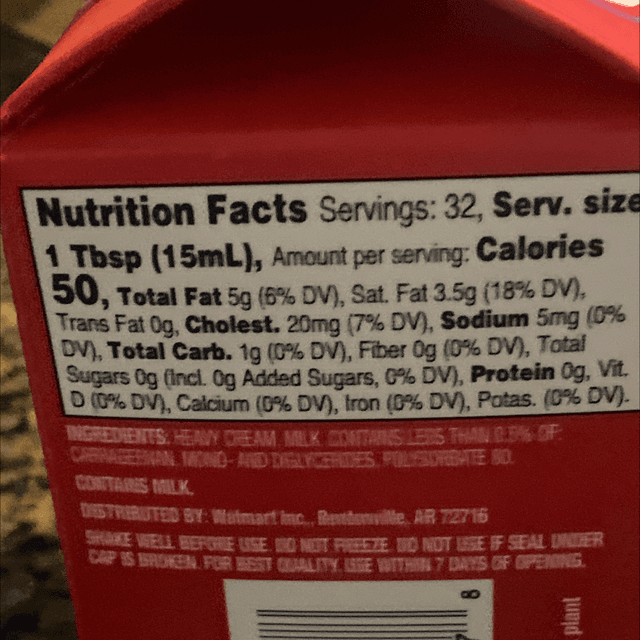 Nutrition Facts Servings: 32, Serv. size
1 Tbsp (15mL), Amount per serving: Calories
50, Total Fat 5g (6% DV), Sat. Fat 3.5g (18% DV),
Trans Fat 0g, Cholest. 20mg (7% DV), Sodium 5mg (0%
DV), Total Carb. 1g (0% DV), Fiber 0g (0% DV), Total
Sugars 0g (Incl. 0g Added Sugars, 0% DV), Protein 0g, Vit.
D (0% DV), Calcium (0% DV), Iron (0% DV), Potas. (0% DV).
INGREDIENTS: HEAVY CREAM, MILK, CONTAINS LESS THAN 0.5% OF:
CARRAGEENAN, MONO- AND DIGLYCERIDES, POLYSORBATE 80.
CONTAINS MILK.
DISTRIBUTED BY: Walmart Inc., Bentonville, AR 72716
SHAKE WELL BEFORE USE. DO NOT FREEZE. DO NOT USE IF SEAL UNDER
CAP IS BROKEN. FOR BEST QUALITY, USE WITHIN 7 DAYS OF OPENING.
8
plant